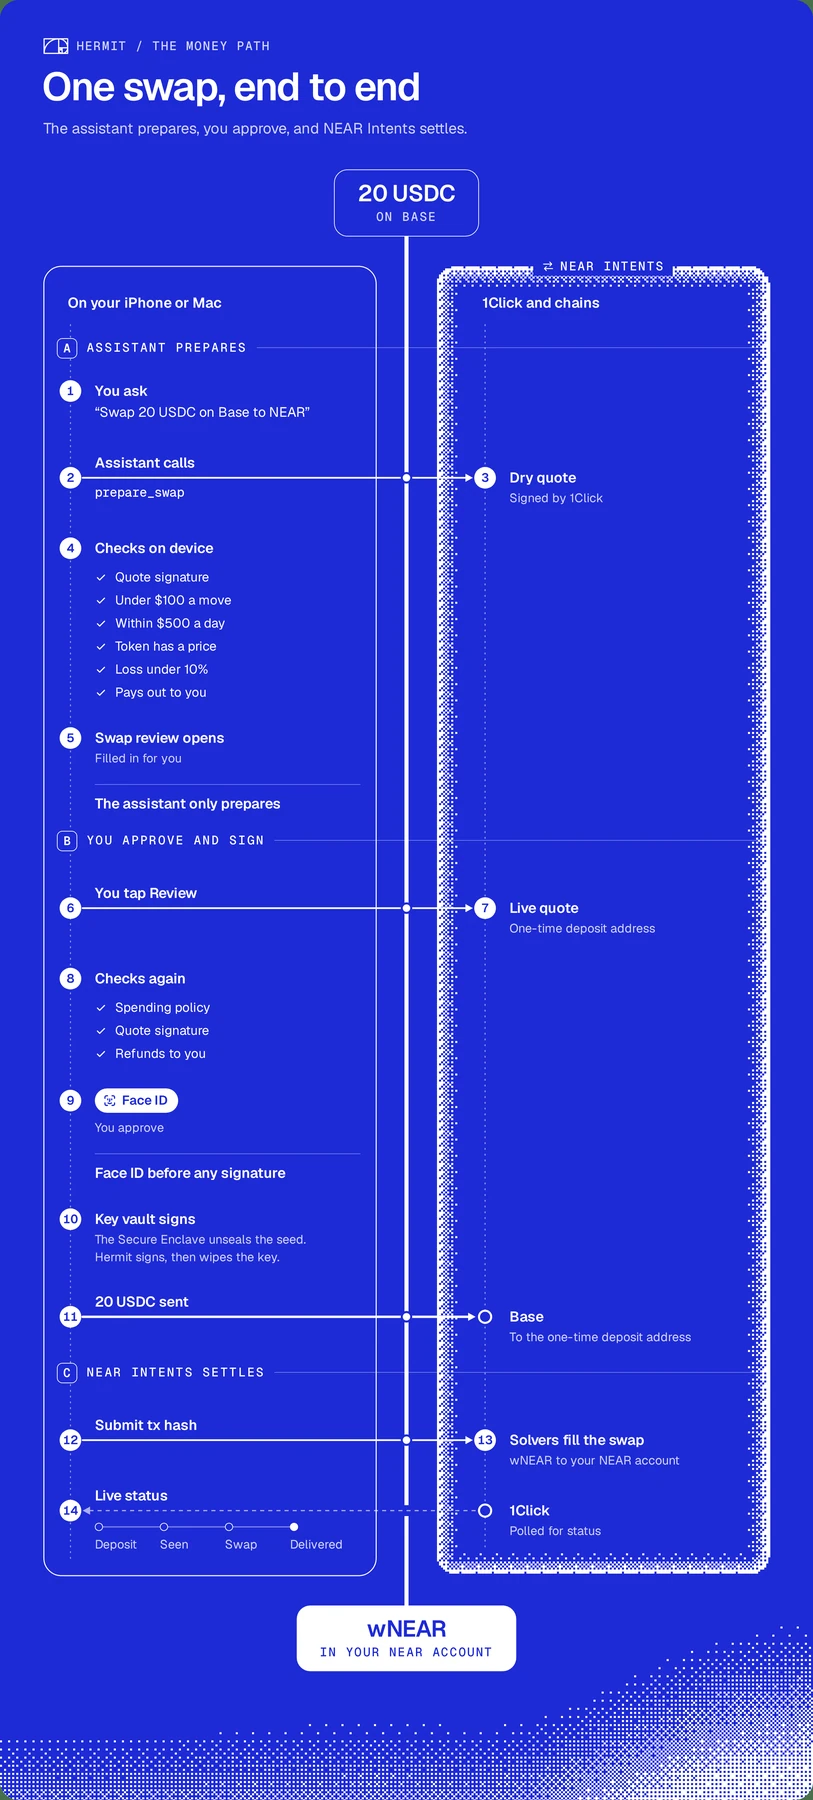 HERMIT / THE MONEY PATH
One swap, end to end
The assistant prepares, you approve, and NEAR Intents settles.
20 USDC
ON BASE
NEAR INTENTS
On your iPhone or Mac
1Click and chains
A ASSISTANT PREPARES
1 You ask
“Swap 20 USDC on Base to NEAR”
Assistant calls
2
prepare_swap
3 Dry quote
Signed by 1Click
4 Checks on device
Quote signature
Under $100 a move
Within $500 a day
Token has a price
Loss under 10%
Pays out to you
5 Swap review opens
Filled in for you
The assistant only prepares
B YOU APPROVE AND SIGN
You tap Review
6
7 Live quote
One-time deposit address
8 Checks again
Spending policy
Quote signature
Refunds to you
9 Face ID
You approve
Face ID before any signature
10 Key vault signs
The Secure Enclave unseals the seed.
Hermit signs, then wipes the key.
20 USDC sent
11
Base
To the one-time deposit address
C NEAR INTENTS SETTLES
Submit tx hash
12
13 Solvers fill the swap
wNEAR to your NEAR account
Live status
14
1Click
Polled for status
Deposit Seen Swap Delivered
wNEAR
IN YOUR NEAR ACCOUNT